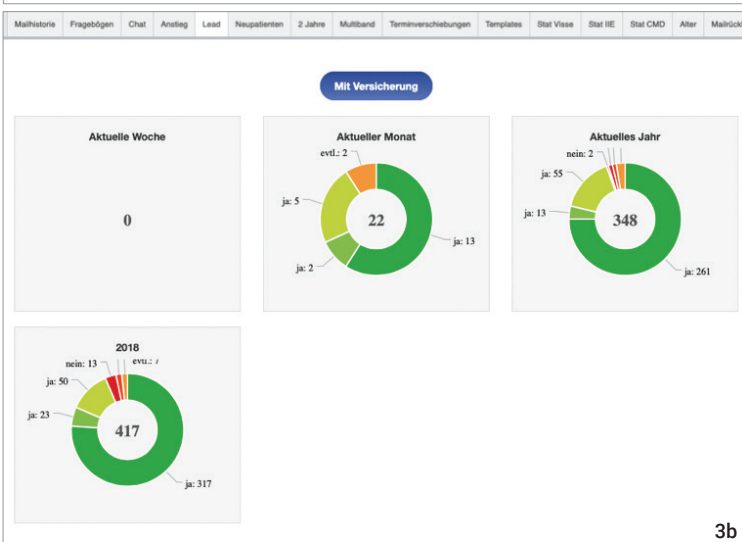 Mailhistorie Fragebögen Chat Anstieg Lead Neupatienten 2 Jahre Multiband Terminverschiebungen Templates Stat Visse Stat IIE Stat CMD Alter
Mit Versicherung
Aktuelle Woche
0
Aktueller Monat
evtl.: 2
ja: 5
22
ja: 13
ja: 2
Aktuelles Jahr
nein: 2
ja: 55
ja: 13
348
ja: 261
2018
nein: 13
evtl.: 7
ja: 50
ja: 23
417
ja: 317
3b